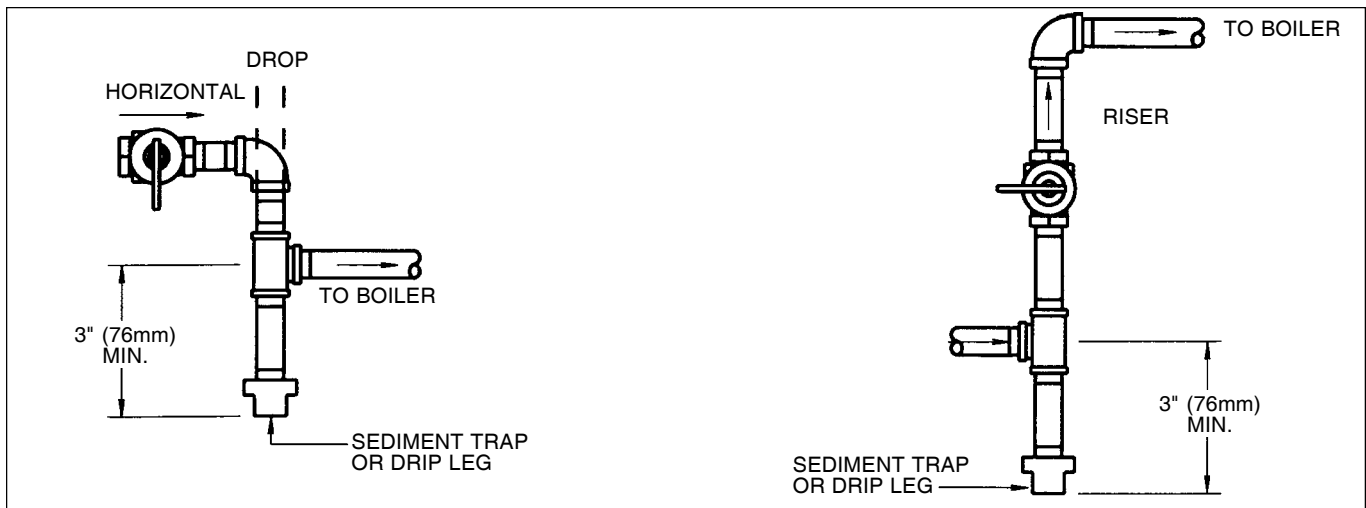 DROP
HORIZONTAL
TO BOILER
3" (76mm)
MIN.
SEDIMENT TRAP
OR DRIP LEG
TO BOILER
RISER
3" (76mm)
MIN.
SEDIMENT TRAP
OR DRIP LEG